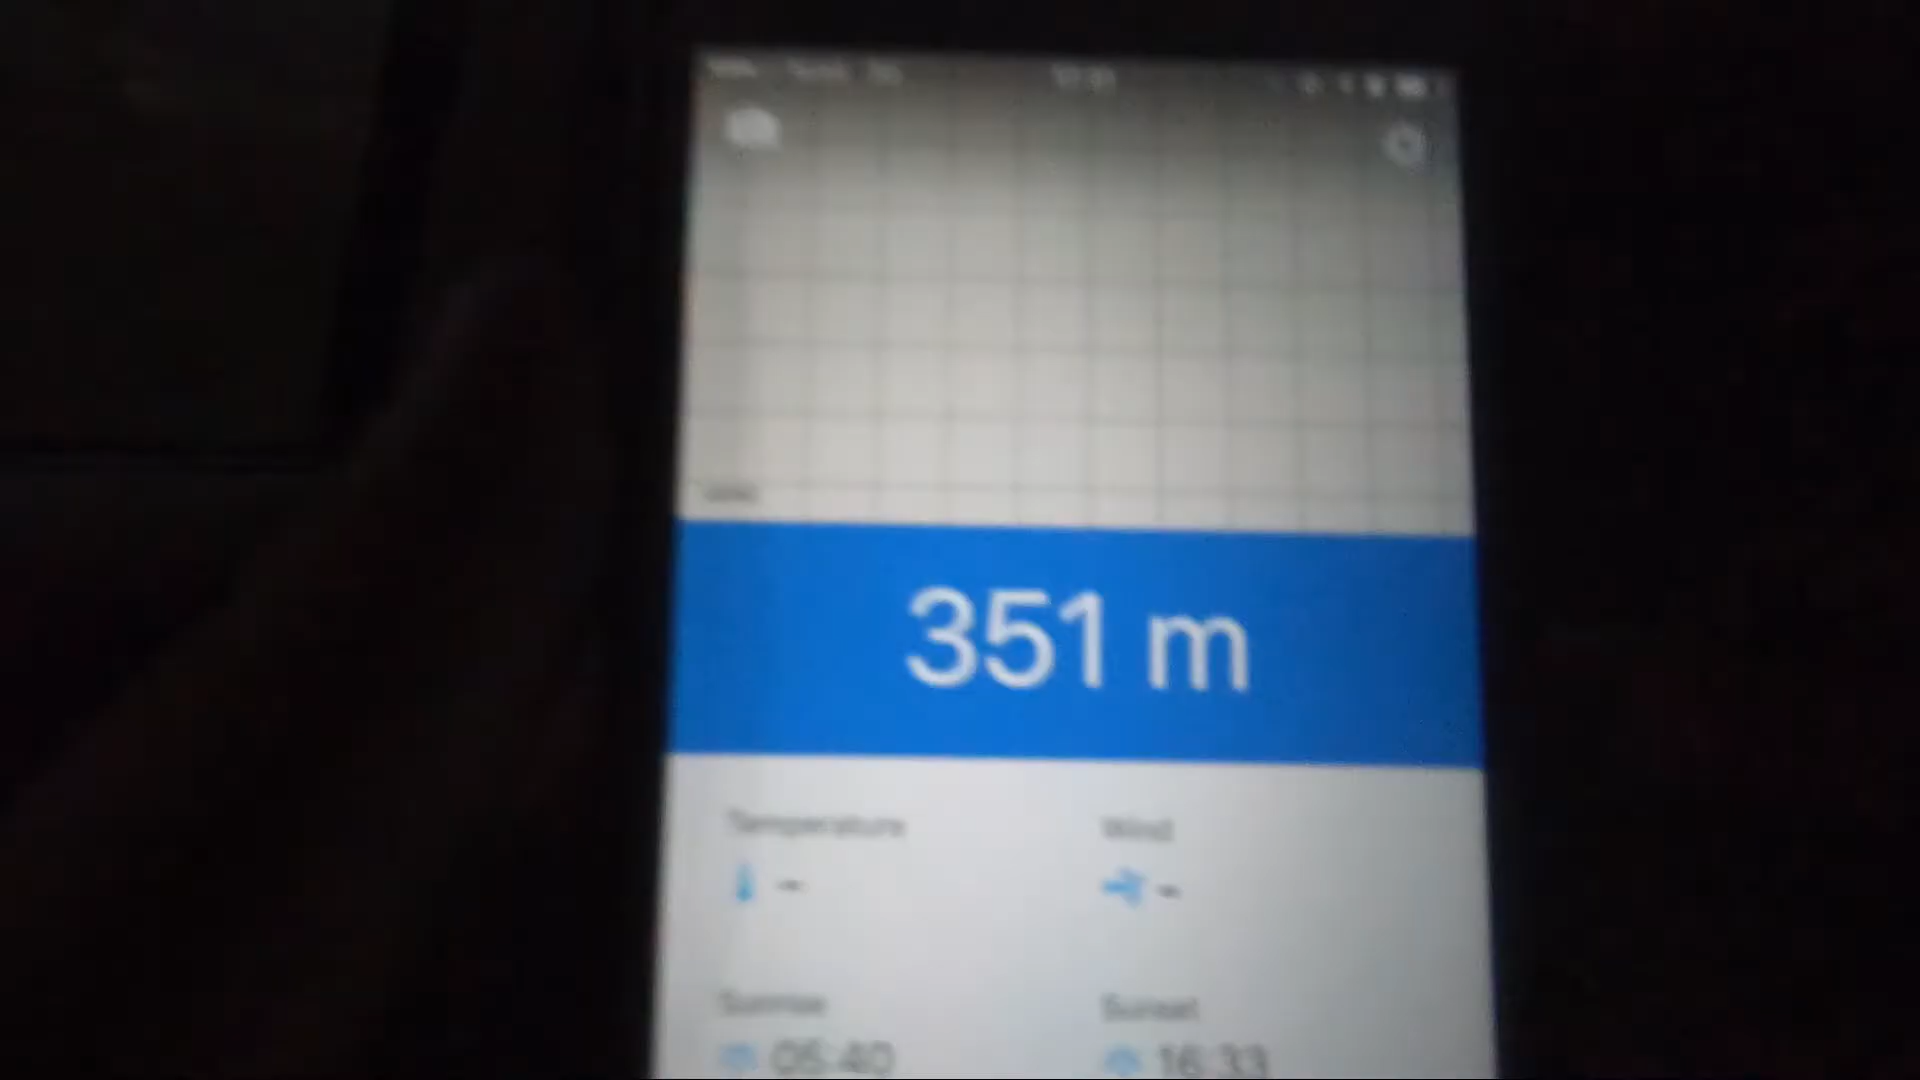 351 m
Temperature Wind
- -
Sunrise Sunset
05:40 16:33